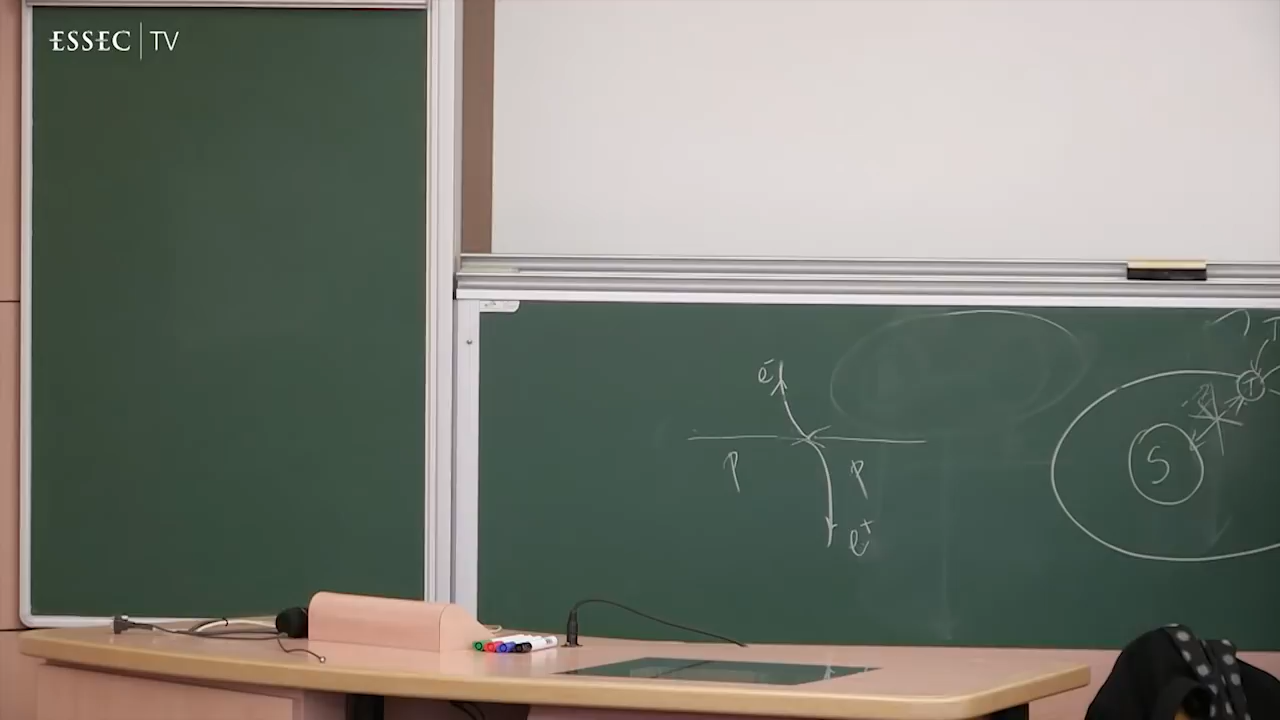 ESSEC | TV
e⁻
p p
e⁺
S
T